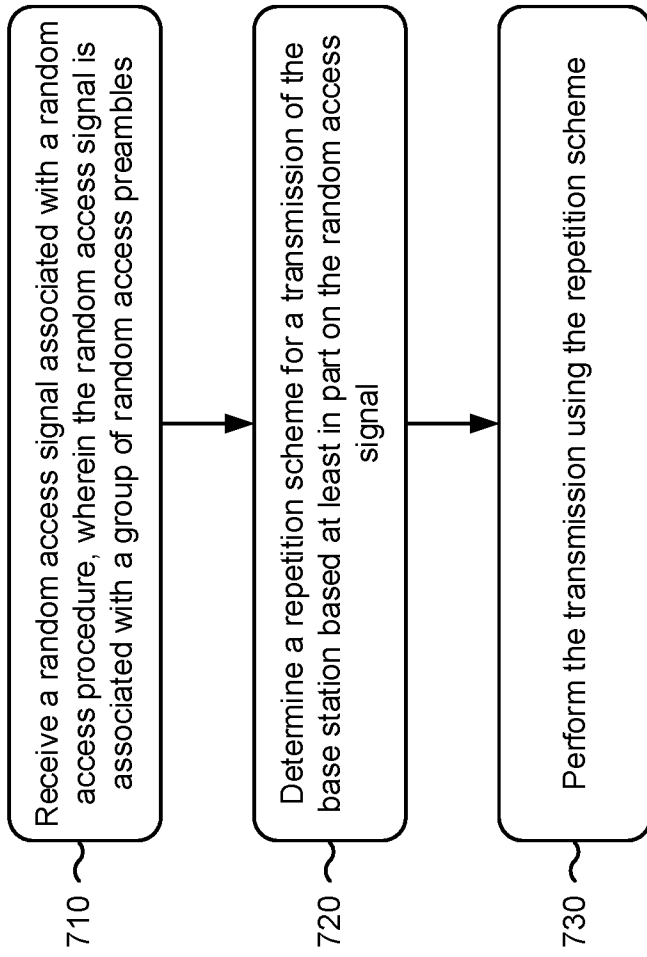 710
Receive a random access signal associated with a random
access procedure, wherein the random access signal is
associated with a group of random access preambles
720
Determine a repetition scheme for a transmission of the
base station based at least in part on the random access
signal
730
Perform the transmission using the repetition scheme